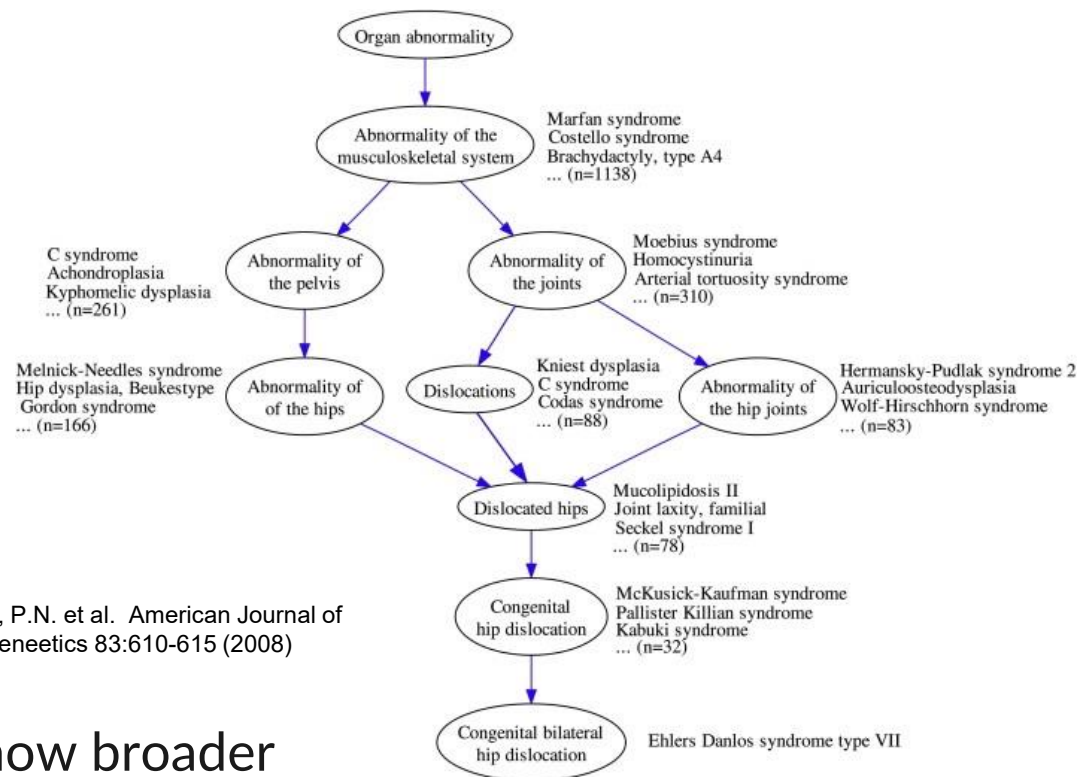 Organ abnormality
Abnormality of the
musculoskeletal system
Marfan syndrome
Costello syndrome
Brachydactyly, type A4
... (n=1138)
C syndrome
Achondroplasia
Kyphomelic dysplasia
... (n=261)
Abnormality of
the pelvis
Abnormality of
the joints
Moebius syndrome
Homocystinuria
Arterial tortuosity syndrome
... (n=310)
Melnick-Needles syndrome
Hip dysplasia, Beukestype
Gordon syndrome
... (n=166)
Abnormality of
of the hips
Dislocations
Kniest dysplasia
C syndrome
Codas syndrome
... (n=88)
Abnormality of
the hip joints
Hermansky-Pudlak syndrome 2
Auriculoosteodysplasia
Wolf-Hirschhorn syndrome
... (n=83)
Dislocated hips
Mucolipidosis II
Joint laxity, familial
Seckel syndrome I
... (n=78)
, P.N. et al. American Journal of
eneetics 83:610-615 (2008)
Congenital
hip dislocation
McKusick-Kaufman syndrome
Pallister Killian syndrome
Kabuki syndrome
... (n=32)
Congenital bilateral
hip dislocation
Ehlers Danlos syndrome type VII
broader